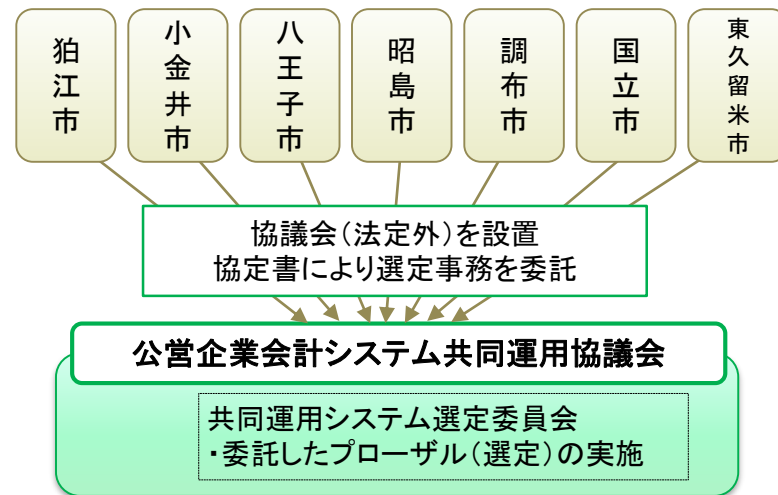 狛江市
小金井市
八王子市
昭島市
調布市
国立市
東久留米市
協議会(法定外)を設置
協定書により選定事務を委託
公営企業会計システム共同運用協議会
共同運用システム選定委員会
・委託したプローザル(選定)の実施